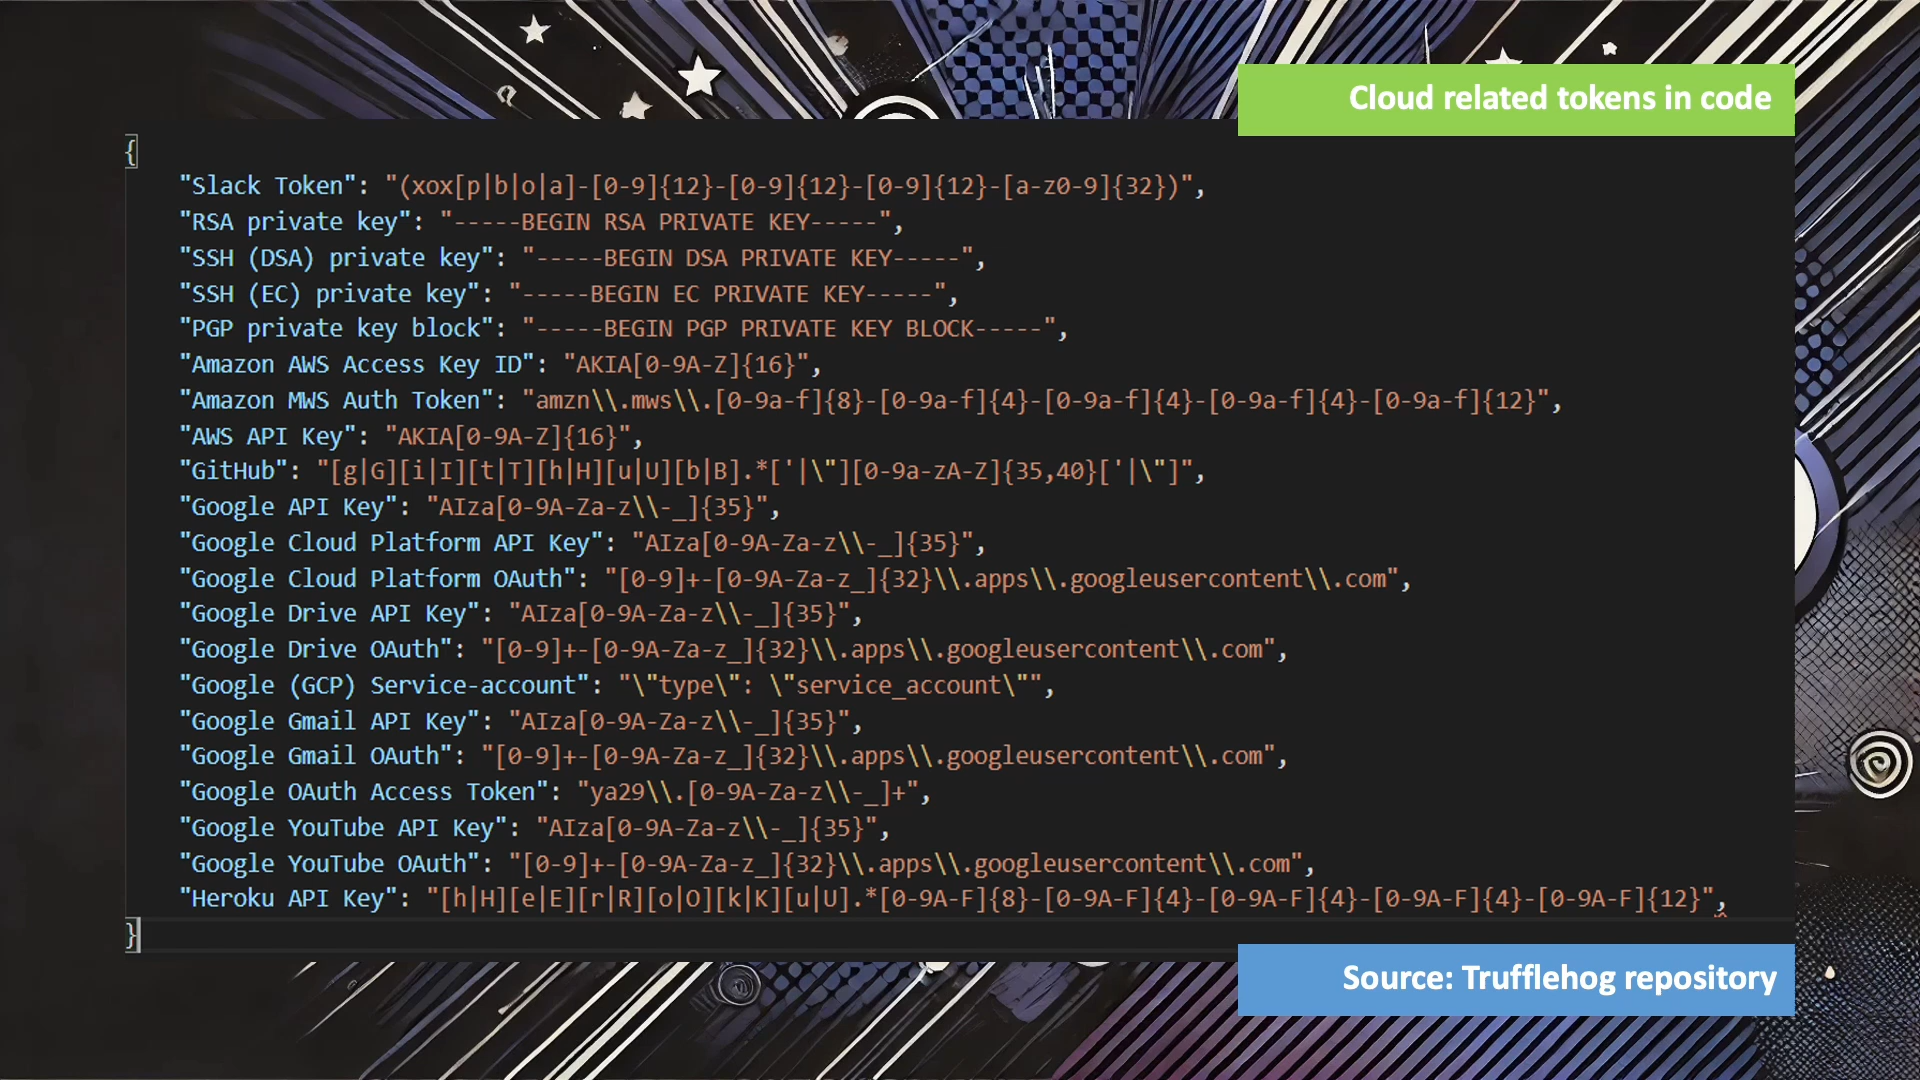 Cloud related tokens in code
{
"Slack Token": "(xox[p|b|o|a]-[0-9]{12}-[0-9]{12}-[0-9]{12}-[a-z0-9]{32})",
"RSA private key": "-----BEGIN RSA PRIVATE KEY-----",
"SSH (DSA) private key": "-----BEGIN DSA PRIVATE KEY-----",
"SSH (EC) private key": "-----BEGIN EC PRIVATE KEY-----",
"PGP private key block": "-----BEGIN PGP PRIVATE KEY BLOCK-----",
"Amazon AWS Access Key ID": "AKIA[0-9A-Z]{16}",
"Amazon MWS Auth Token": "amzn\\.mws\\.[0-9a-f]{8}-[0-9a-f]{4}-[0-9a-f]{4}-[0-9a-f]{4}-[0-9a-f]{12}",
"AWS API Key": "AKIA[0-9A-Z]{16}",
"GitHub": "[g|G][i|I][t|T][h|H][u|U][b|B].*['|\"][0-9a-zA-Z]{35,40}['|\"]",
"Google API Key": "AIza[0-9A-Za-z\\-_]{35}",
"Google Cloud Platform API Key": "AIza[0-9A-Za-z\\-_]{35}",
"Google Cloud Platform OAuth": "[0-9]+-[0-9A-Za-z_]{32}\\.apps\\.googleusercontent\\.com",
"Google Drive API Key": "AIza[0-9A-Za-z\\-_]{35}",
"Google Drive OAuth": "[0-9]+-[0-9A-Za-z_]{32}\\.apps\\.googleusercontent\\.com",
"Google (GCP) Service-account": "\"type\": \"service_account\"",
"Google Gmail API Key": "AIza[0-9A-Za-z\\-_]{35}",
"Google Gmail OAuth": "[0-9]+-[0-9A-Za-z_]{32}\\.apps\\.googleusercontent\\.com",
"Google OAuth Access Token": "ya29\\.[0-9A-Za-z\\-_]+",
"Google YouTube API Key": "AIza[0-9A-Za-z\\-_]{35}",
"Google YouTube OAuth": "[0-9]+-[0-9A-Za-z_]{32}\\.apps\\.googleusercontent\\.com",
"Heroku API Key": "[h|H][e|E][r|R][o|O][k|K][u|U].*[0-9A-F]{8}-[0-9A-F]{4}-[0-9A-F]{4}-[0-9A-F]{4}-[0-9A-F]{12}",
}
Source: Trufflehog repository